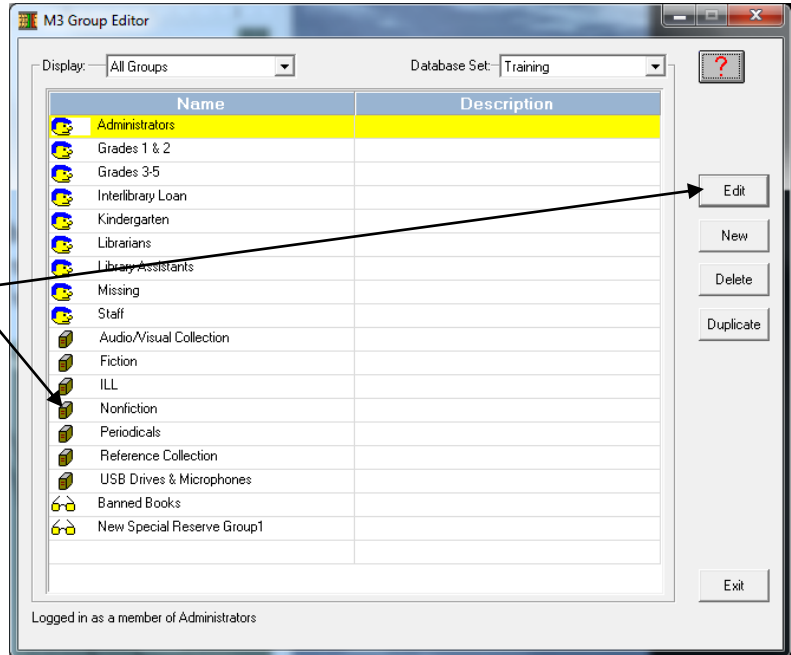 M3 Group Editor
Display: All Groups Database Set: Training ?
Name Description
Administrators
Grades 1 & 2
Grades 3-5
Interlibrary Loan
Edit
Kindergarten
Librarians
New
Library Assistants
Missing
Delete
Staff
Audio/Visual Collection
Duplicate
Fiction
ILL
Nonfiction
Periodicals
Reference Collection
USB Drives & Microphones
Banned Books
New Special Reserve Group1
Exit
Logged in as a member of Administrators